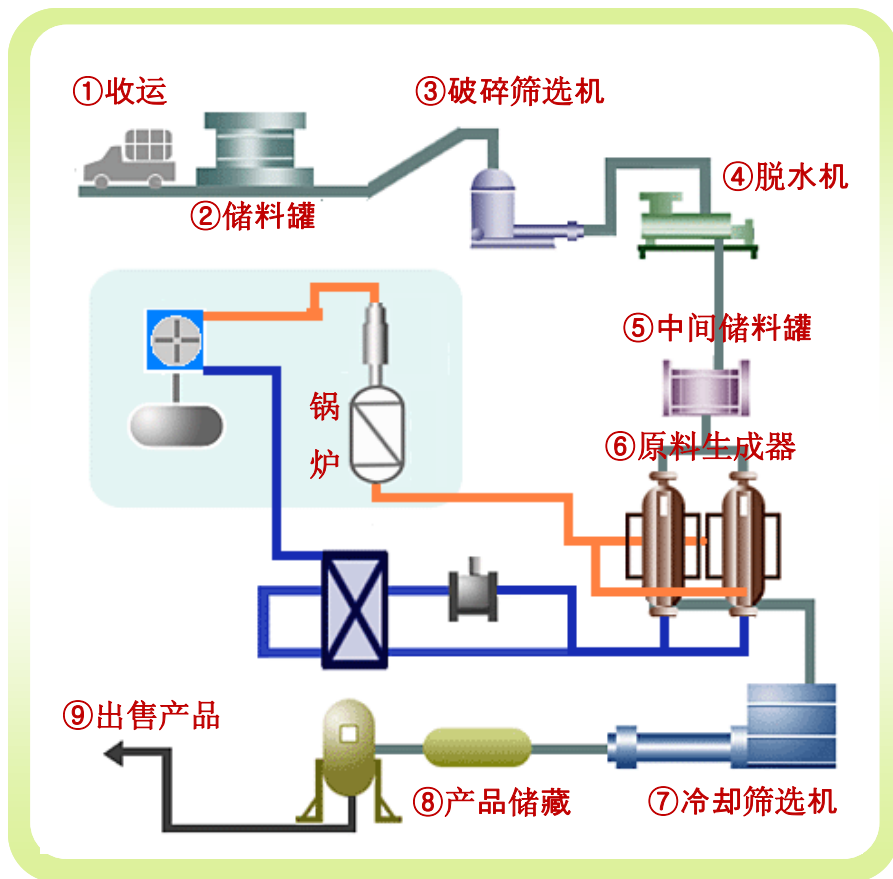 ①收运
③破碎筛选机
④脱水机
②储料罐
⑤中间储料罐
锅
炉
⑥原料生成器
⑨出售产品
⑧产品储藏
⑦冷却筛选机